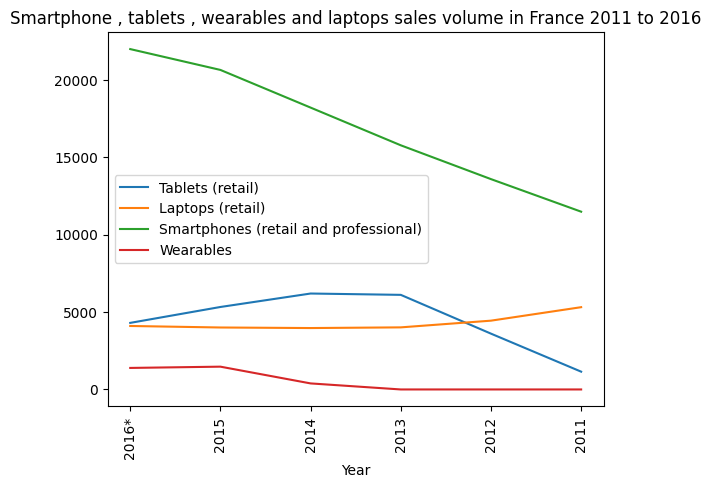 Smartphone , tablets , wearables and laptops sales volume in France 2011 to 2016
20000
15000
10000
5000
0
Tablets (retail)
Laptops (retail)
Smartphones (retail and professional)
Wearables
2016*
2015
2014
2013
2012
2011
Year